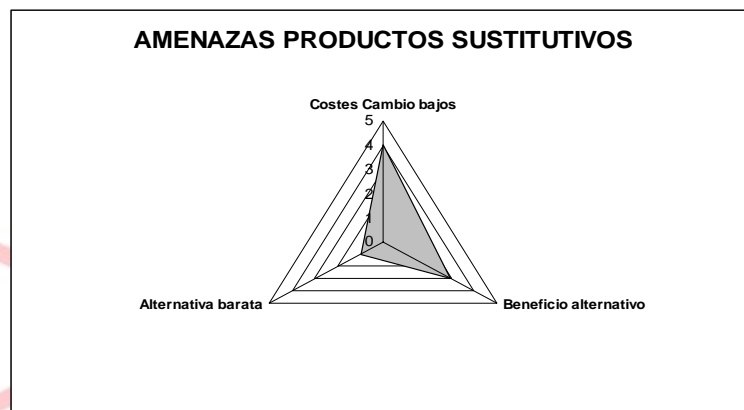 AMENAZAS PRODUCTOS SUSTITUTIVOS
Costes Cambio bajos
5
4
3
2
1
0
Alternativa barata
Beneficio alternativo